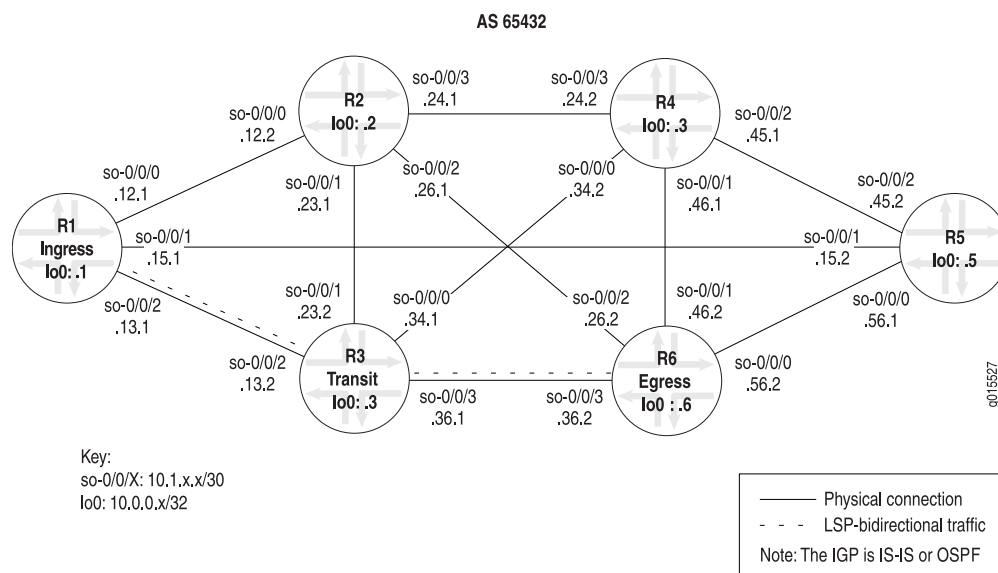 AS 65432
so-0/0/3
.24.1
so-0/0/3
.24.2
R2
lo0: .2
R4
lo0: .3
so-0/0/0
.12.2
so-0/0/2
.45.1
so-0/0/0
.12.1
so-0/0/1
.23.1
so-0/0/2
.26.1
so-0/0/0
.34.2
so-0/0/1
.46.1
so-0/0/2
.45.2
R1
Ingress
lo0: .1
so-0/0/1
.15.1
so-0/0/1
.15.2
R5
lo0: .5
so-0/0/2
.13.1
so-0/0/1
.23.2
so-0/0/0
.34.1
so-0/0/2
.26.2
so-0/0/1
.46.2
so-0/0/0
.56.1
so-0/0/2
.13.2
R3
Transit
lo0: .3
so-0/0/3
.36.1
so-0/0/3
.36.2
R6
Egress
lo0 : .6
so-0/0/0
.56.2
g015527
Key:
so-0/0/X: 10.1.x.x/30
lo0: 10.0.0.x/32
Physical connection
LSP-bidirectional traffic
Note: The IGP is IS-IS or OSPF